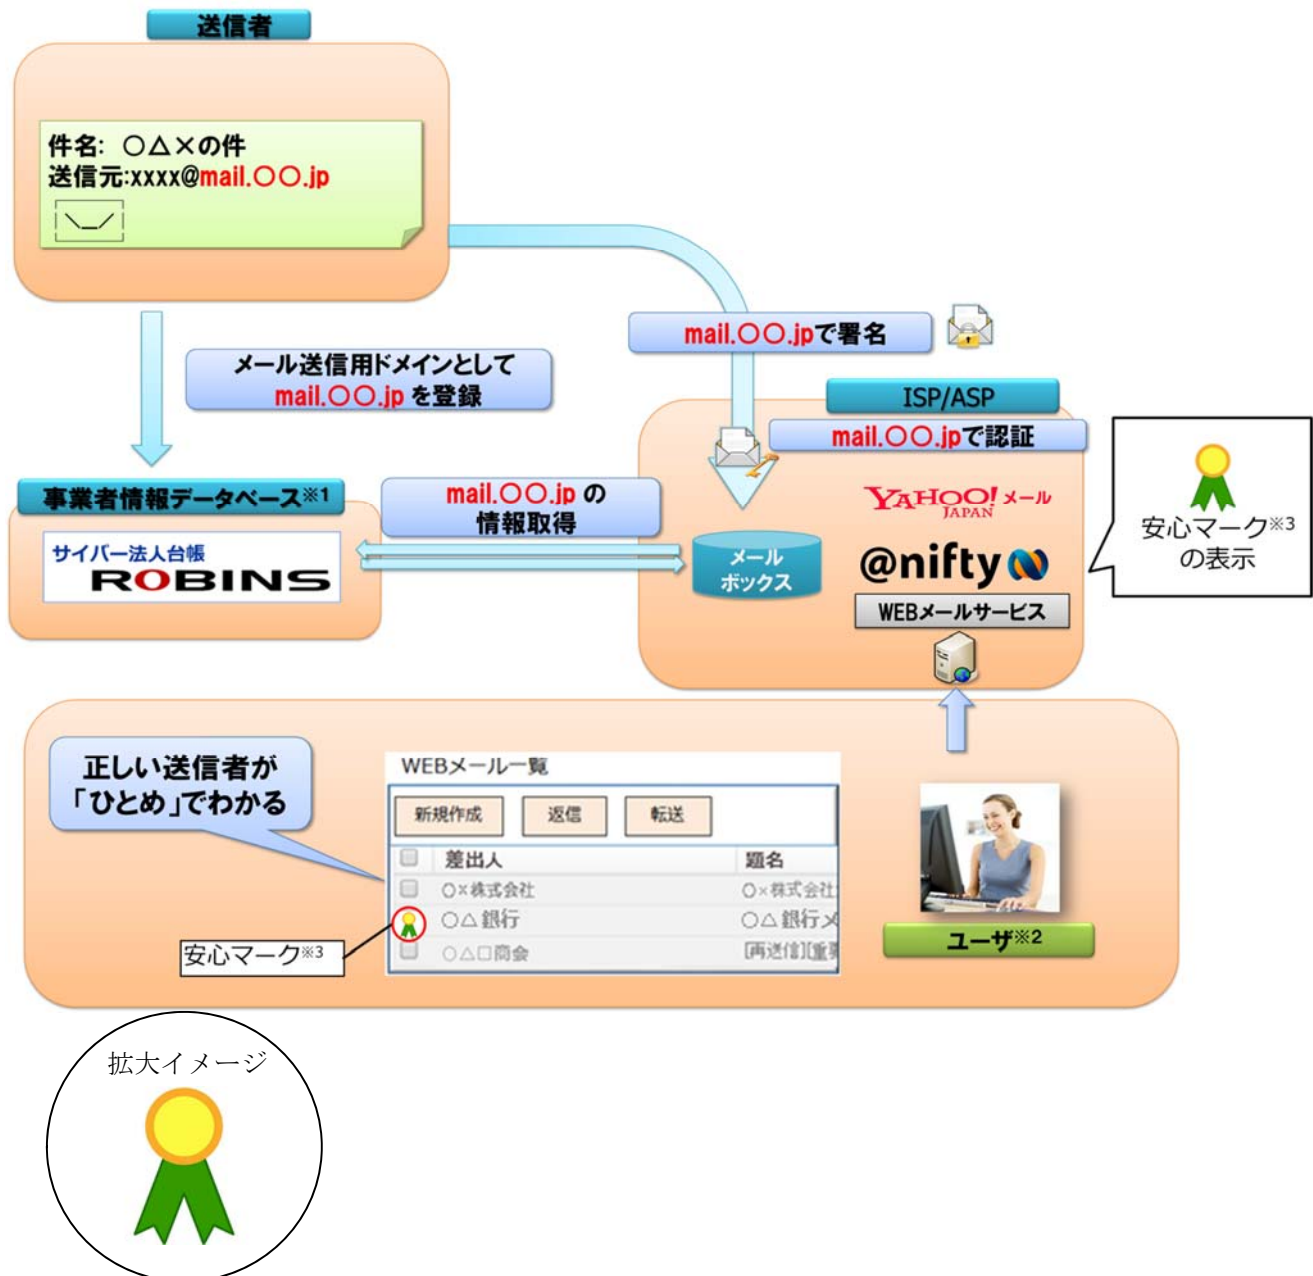 送信者
件名: 〇△×の件
送信元:xxxx@mail.〇〇.jp
mail.〇〇.jpで署名
メール送信用ドメインとして
mail.〇〇.jp を登録
ISP/ASP
mail.〇〇.jpで認証
事業者情報データベース※1
サイバー法人台帳
ROBINS
mail.〇〇.jp の
情報取得
メール
ボックス
YAHOO! メール
JAPAN
@nifty
WEBメールサービス
安心マーク※3
の表示
正しい送信者が
「ひとめ」でわかる
WEBメール一覧
新規作成 返信 転送
差出人 題名
〇×株式会社 〇×株式会社
〇△銀行 〇△銀行メ
〇△□商会 [再送信][重要
安心マーク※3
ユーザ※2
拡大イメージ